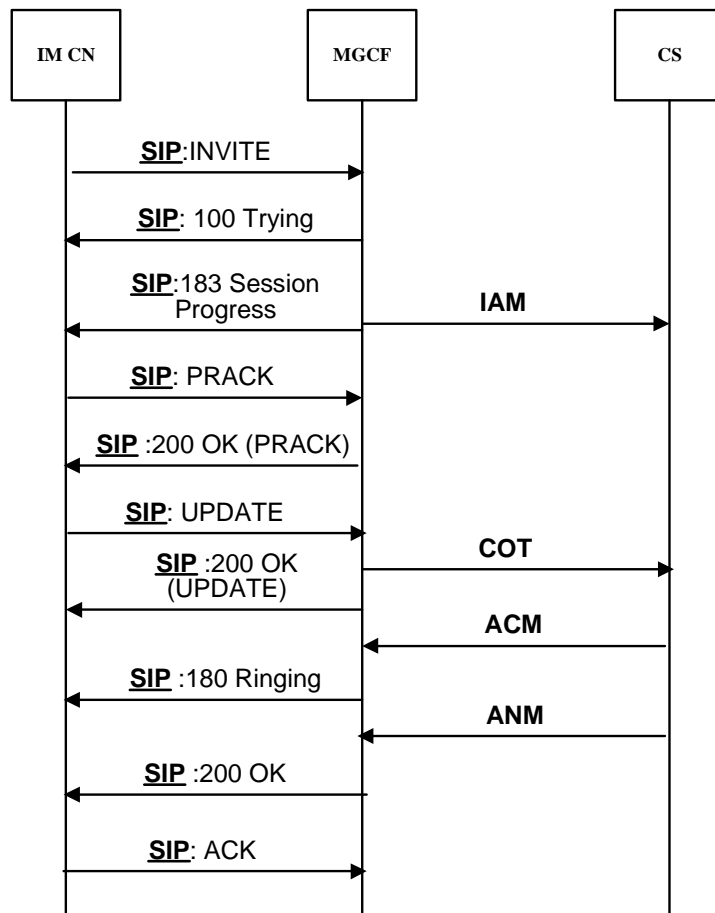 IM CN
MGCF
CS
SIP:INVITE
SIP: 100 Trying
SIP:183 Session
Progress
IAM
SIP: PRACK
SIP :200 OK (PRACK)
SIP: UPDATE
SIP :200 OK
(UPDATE)
COT
ACM
SIP :180 Ringing
ANM
SIP :200 OK
SIP: ACK